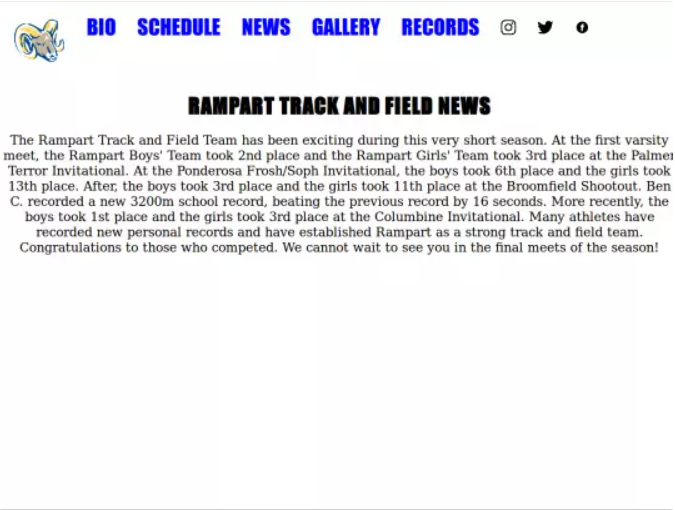 BIO SCHEDULE NEWS GALLERY RECORDS
RAMPART TRACK AND FIELD NEWS
The Rampart Track and Field Team has been exciting during this very short season. At the first varsity
meet, the Rampart Boys' Team took 2nd place and the Rampart Girls' Team took 3rd place at the Palmer
Terror Invitational. At the Ponderosa Frosh/Soph Invitational, the boys took 6th place and the girls took
13th place. After, the boys took 3rd place and the girls took 11th place at the Broomfield Shootout. Ben
C. recorded a new 3200m school record, beating the previous record by 16 seconds. More recently, the
boys took 1st place and the girls took 3rd place at the Columbine Invitational. Many athletes have
recorded new personal records and have established Rampart as a strong track and field team.
Congratulations to those who competed. We cannot wait to see you in the final meets of the season!